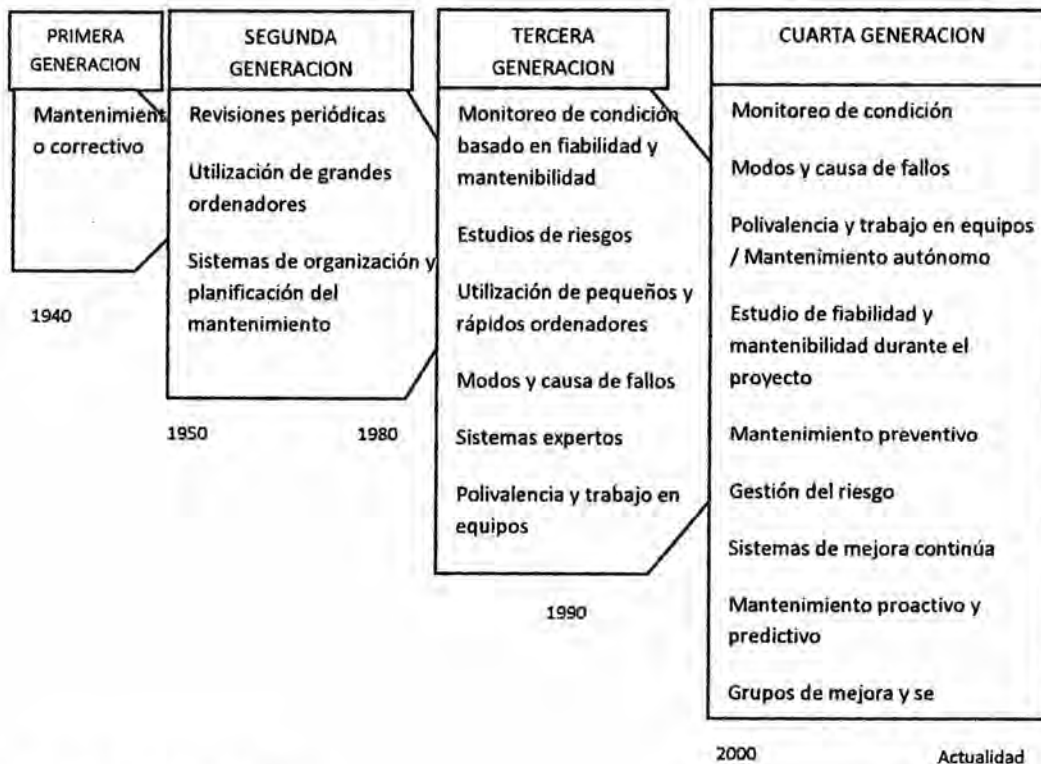 PRIMERA
GENERACION
Mantenimient
o correctivo
1940
SEGUNDA
GENERACION
Revisiones periódicas
Utilización de grandes
ordenadores
Sistemas de organización y
planificación del
mantenimiento
1950 1980
TERCERA
GENERACION
Monitoreo de condición
basado en fiabilidad y
mantenibilidad
Estudios de riesgos
Utilización de pequeños y
rápidos ordenadores
Modos y causa de fallos
Sistemas expertos
Polivalencia y trabajo en
equipos
1990
CUARTA GENERACION
Monitoreo de condición
Modos y causa de fallos
Polivalencia y trabajo en equipos
/ Mantenimiento autónomo
Estudio de fiabilidad y
mantenibilidad durante el
proyecto
Mantenimiento preventivo
Gestión del riesgo
Sistemas de mejora continúa
Mantenimiento proactivo y
predictivo
Grupos de mejora y se
2000 Actualidad